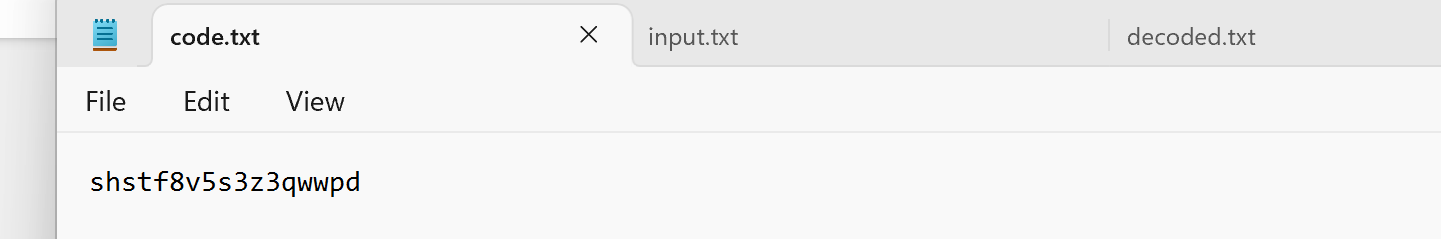 code.txt input.txt decoded.txt
File Edit View
shstf8v5s3z3qwwpd